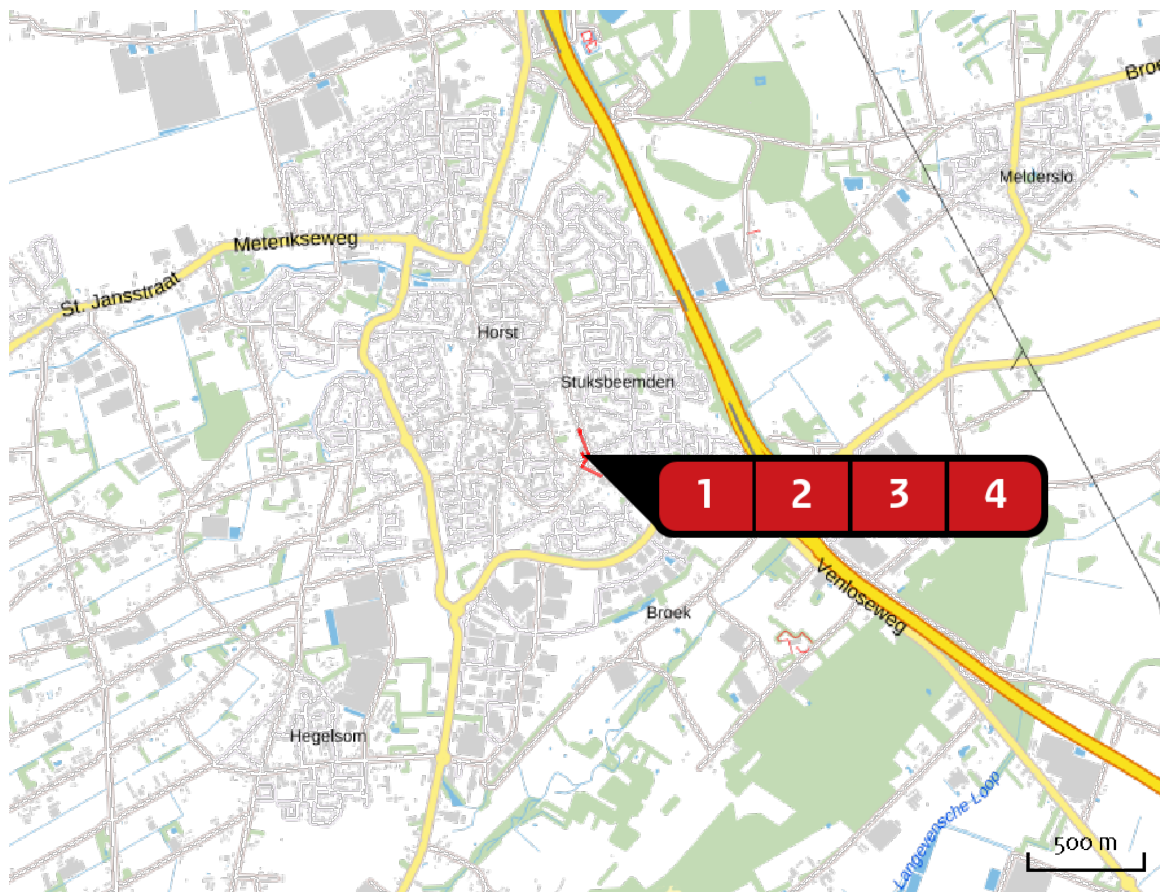 Broe
Melderslo
Meterikseweg
St. Jansstraat
Horst
Stuksbeemden
1 2 3 4
Venloseweg
Broek
Hegelsom
Langevensche Loop
500 m